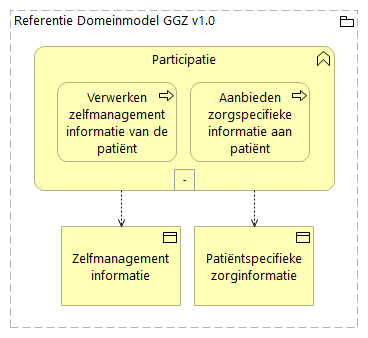 Referentie Domeinmodel GGZ v1.0
Participatie
Verwerken
zelfmanagement
informatie van de
patiënt
Aanbieden
zorgspecifieke
informatie aan
patiënt
-
Zelfmanagement
informatie
Patiëntspecifieke
zorginformatie